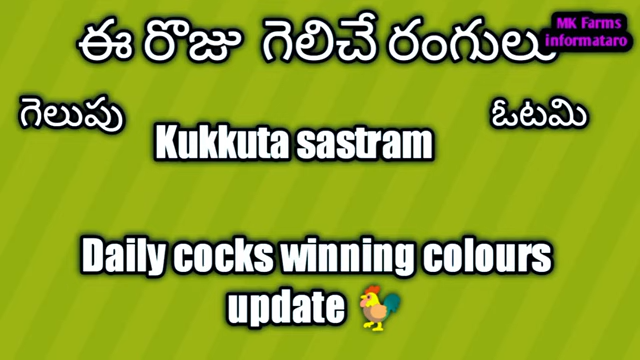 ఈ రోజు గెలిచే రంగులు
MK Farms
informataro
గెలుపు
ఓటమి
Kukkuta sastram
Daily cocks winning colours
update 🐓